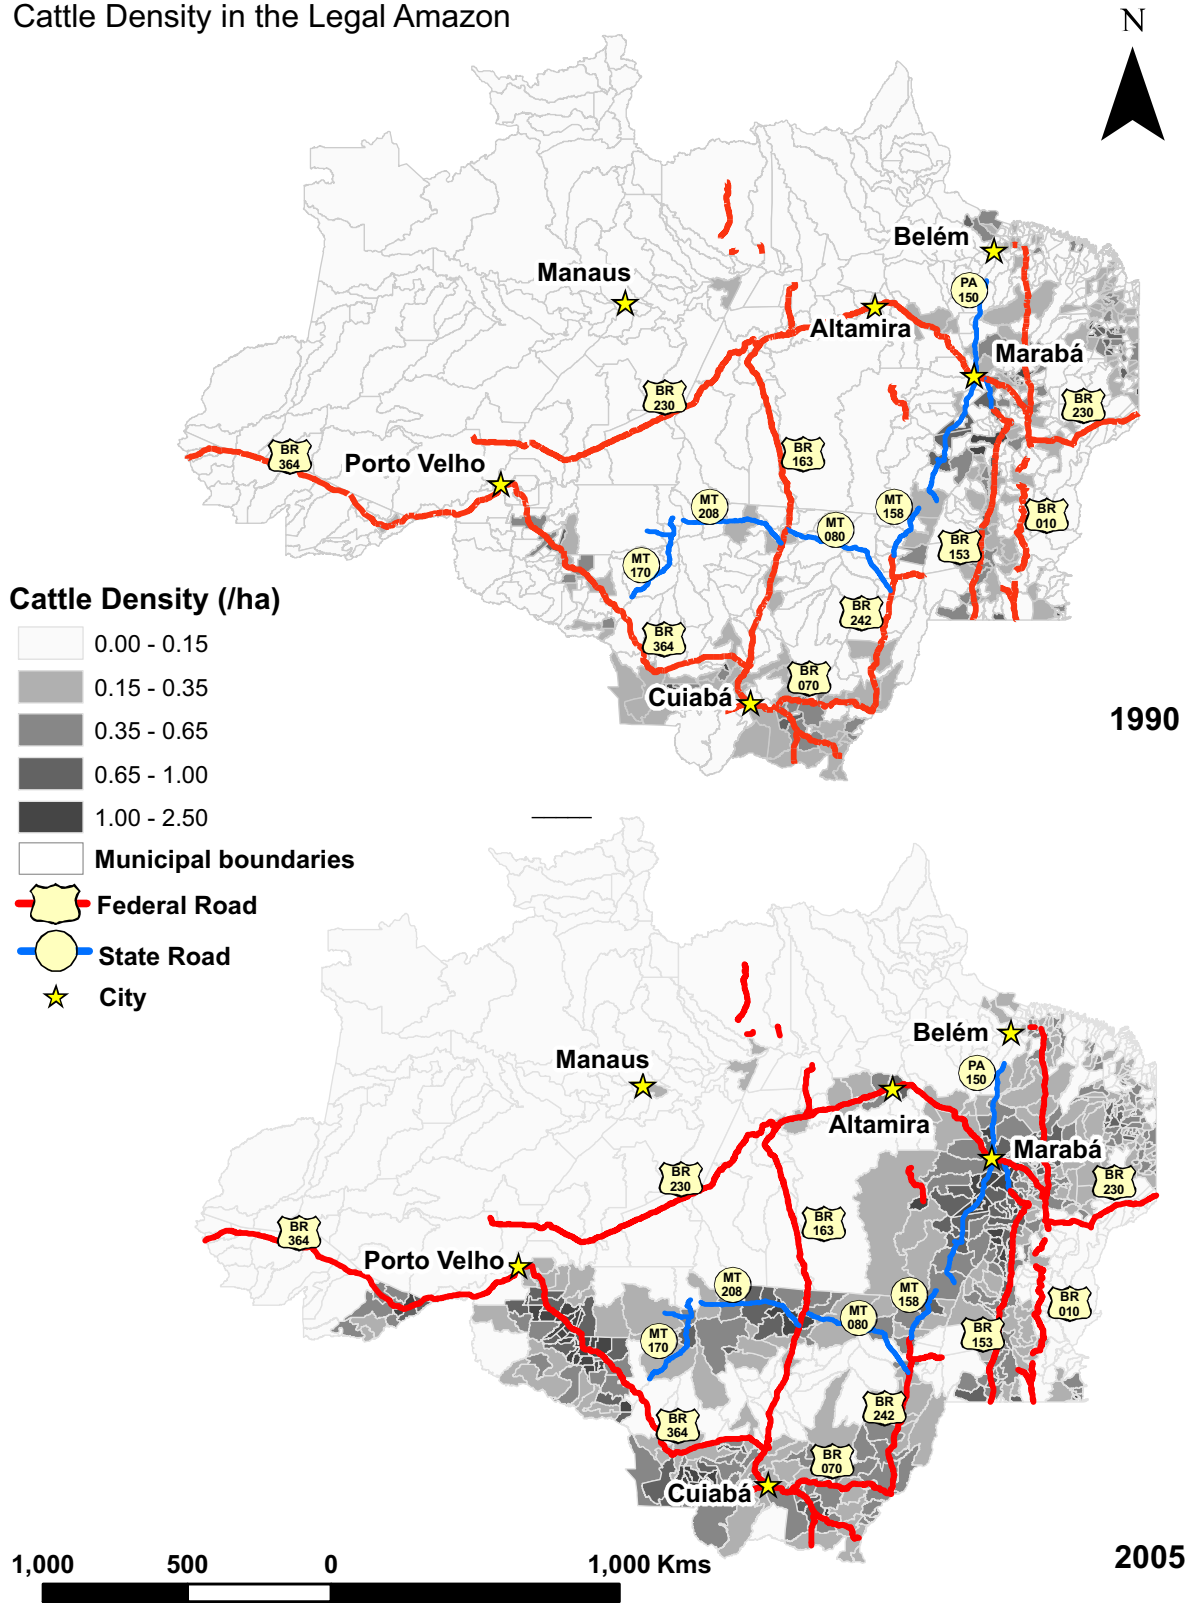 Cattle Density in the Legal Amazon
N
Belém
Manaus
PA
150
Altamira
Marabá
BR
230
BR
230
BR
364
Porto Velho
BR
163
MT
208
MT
158
MT
080
BR
010
BR
153
MT
170
BR
242
BR
364
BR
070
Cuiabá
1990
Cattle Density (/ha)
0.00 - 0.15
0.15 - 0.35
0.35 - 0.65
0.65 - 1.00
1.00 - 2.50
Municipal boundaries
Federal Road
State Road
City
Belém
Manaus
PA
150
Altamira
Marabá
BR
230
BR
230
BR
364
BR
163
Porto Velho
MT
208
MT
158
MT
080
BR
010
BR
153
MT
170
BR
242
BR
364
BR
070
Cuiabá
2005
1,000 500 0 1,000 Kms